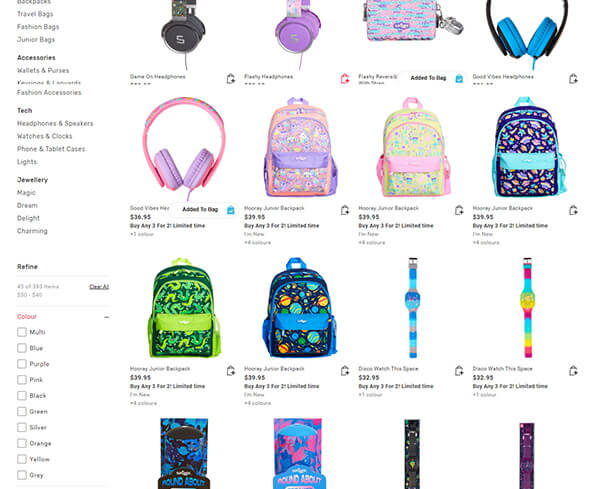 Backpacks
Travel Bags
Fashion Bags
Junior Bags
Accessories
Wallets & Purses
Keyrings & Lanyards
Fashion Accessories
Tech
Headphones & Speakers
Watches & Clocks
Phone & Tablet Cases
Lights
Jewellery
Magic
Dream
Delight
Charming
Refine
43 of 393 Items
Clear All
$30 - $40
Colour
Multi
Blue
Purple
Pink
Black
Green
Silver
Orange
Yellow
Grey
S
S
Game On Headphones
Flashy Headphones
Flashy Reversibl
With Strap
Added To Bag
Good Vibes Headphones
Good Vibes Hea
Added To Bag
$36.95
Buy Any 3 For 2! Limited time
+1 colour
Hooray Junior Backpack
$39.95
Buy Any 3 For 2! Limited time
I'm New
+4 colours
Hooray Junior Backpack
$39.95
Buy Any 3 For 2! Limited time
I'm New
+4 colours
Hooray Junior Backpack
$39.95
Buy Any 3 For 2! Limited time
I'm New
+4 colours
Hooray Junior Backpack
$39.95
Buy Any 3 For 2! Limited time
I'm New
+4 colours
Hooray Junior Backpack
$39.95
Buy Any 3 For 2! Limited time
I'm New
+4 colours
Disco Watch This Space
$32.95
Buy Any 3 For 2! Limited time
+1 colour
Disco Watch This Space
$32.95
Buy Any 3 For 2! Limited time
+1 colour
ROUND ABOUT
ROUND ABOUT